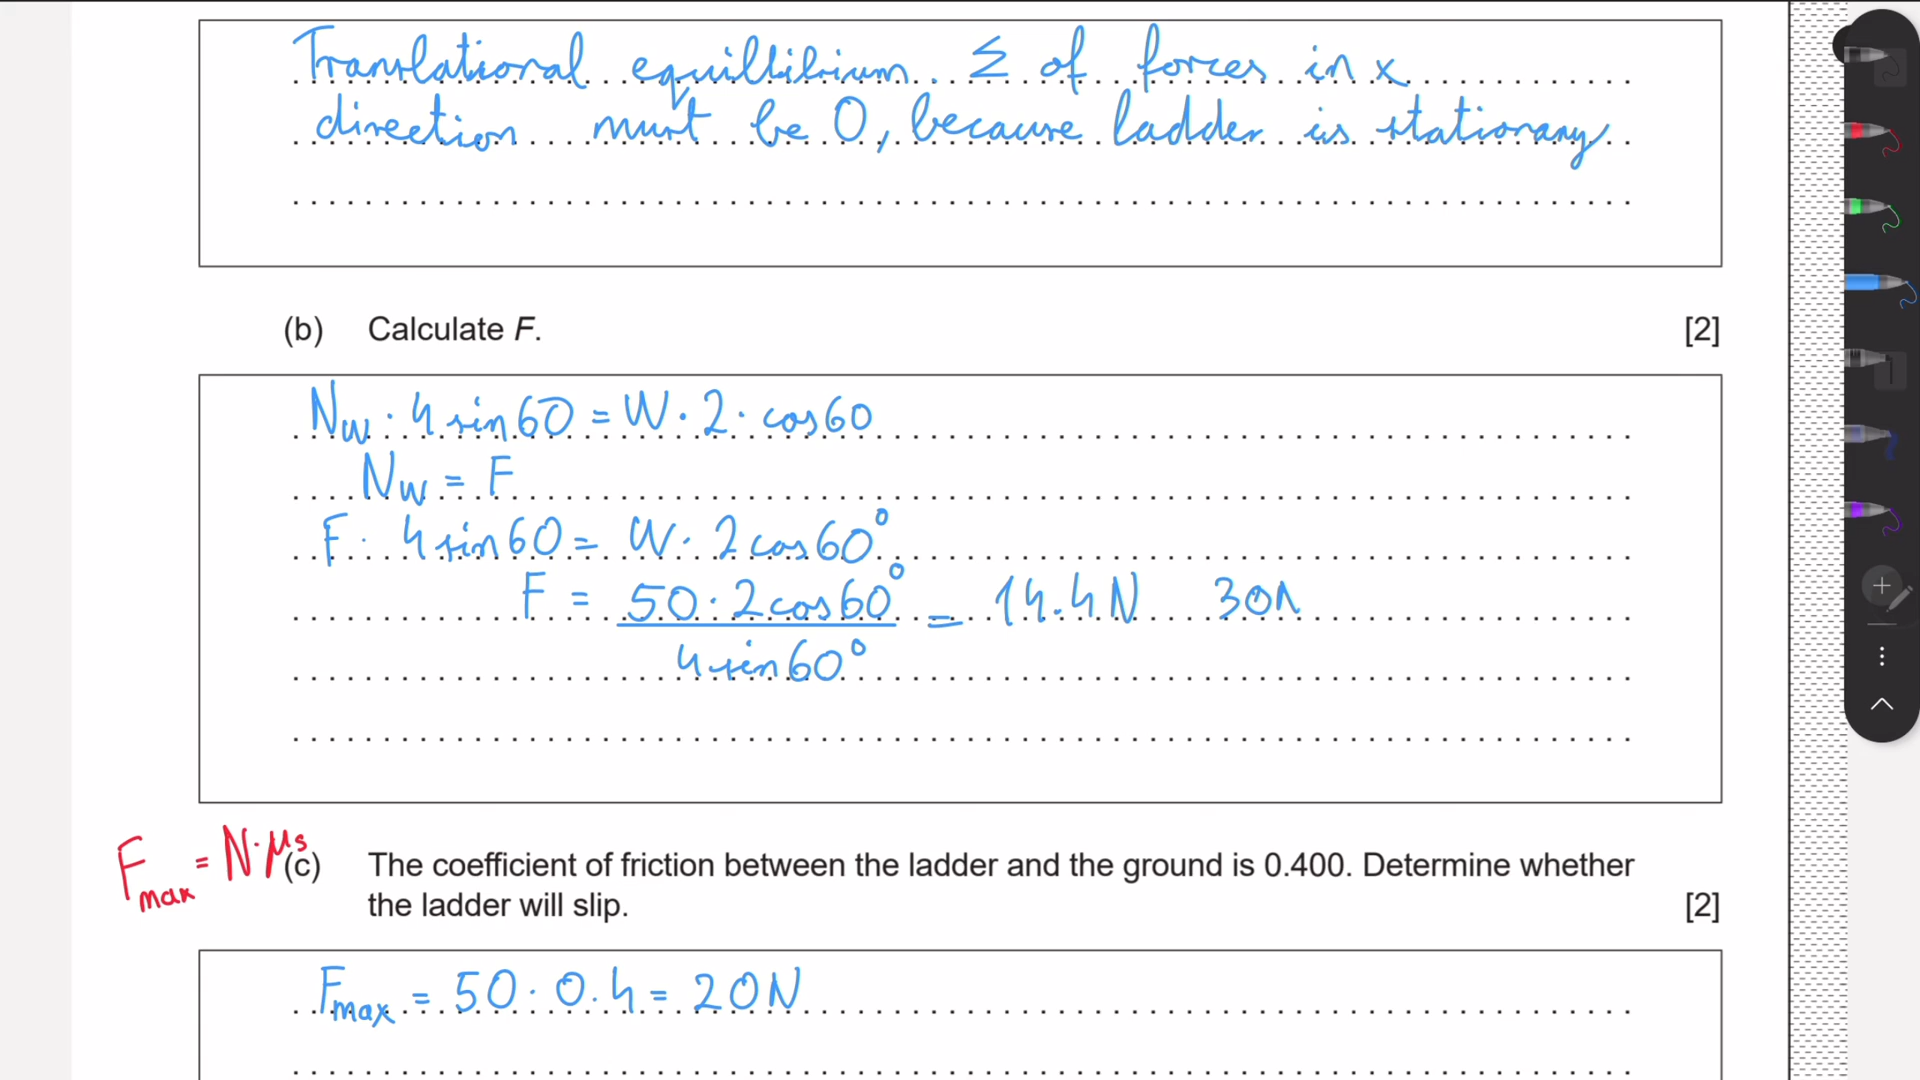 Translational equillibium. Σ of forces in x
direction must be 0, because ladder is stationary
(b) Calculate F. [2]
N_W · 4 sin 60 = W · 2 · cos 60
N_W = F
F · 4 sin 60 = W · 2 cos 60°
F = 50 · 2 cos 60° / 4 sin 60° = 14.4 N 30N
F_max = N · μ_s
(c) The coefficient of friction between the ladder and the ground is 0.400. Determine whether
the ladder will slip. [2]
F_max = 50 · 0.4 = 20 N